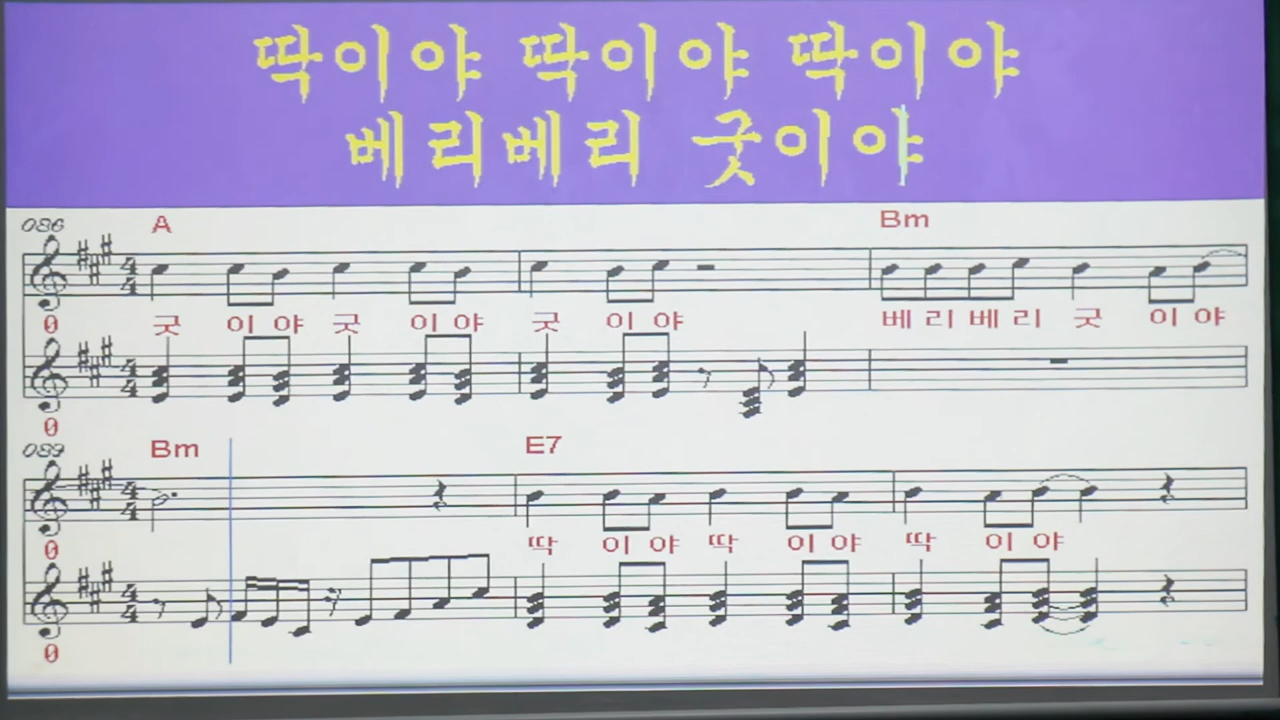 딱이야 딱이야 딱이야
베리베리 굿이야
086 A Bm
0 굿 이 야 굿 이 야 굿 이 야 베 리 베 리 굿 이 야
0
089 Bm E7
0 딱 이 야 딱 이 야 딱 이 야
0